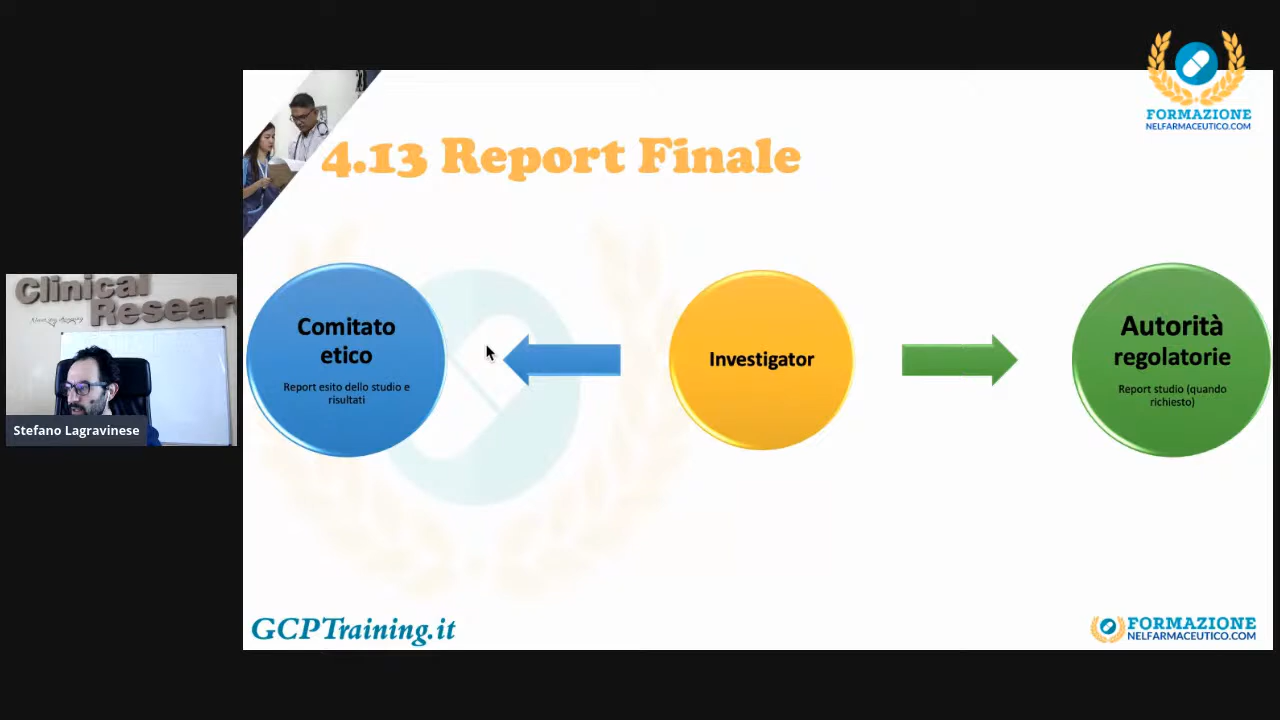 FORMAZIONE
NELFARMACEUTICO.COM
4.13 Report Finale
Clinical
Resear
Stefano Lagravinese
Comitato
etico
Report esito dello studio e
risultati
Investigator
Autorità
regolatorie
Report studio (quando
richiesto)
GCPTraining.it
FORMAZIONE
NELFARMACEUTICO.COM